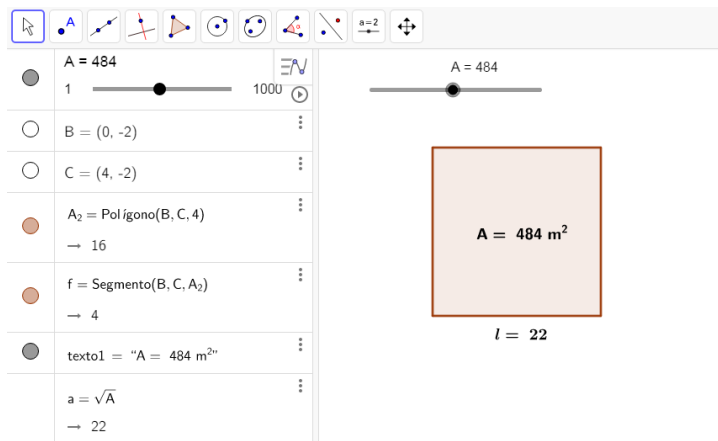 A
a=2
A = 484
1 1000
B = (0, -2)
C = (4, -2)
A₂ = Polígono(B, C, 4)
→ 16
f = Segmento(B, C, A₂)
→ 4
texto1 = “A = 484 m²”
a = √A
→ 22
A = 484
A = 484 m²
l = 22